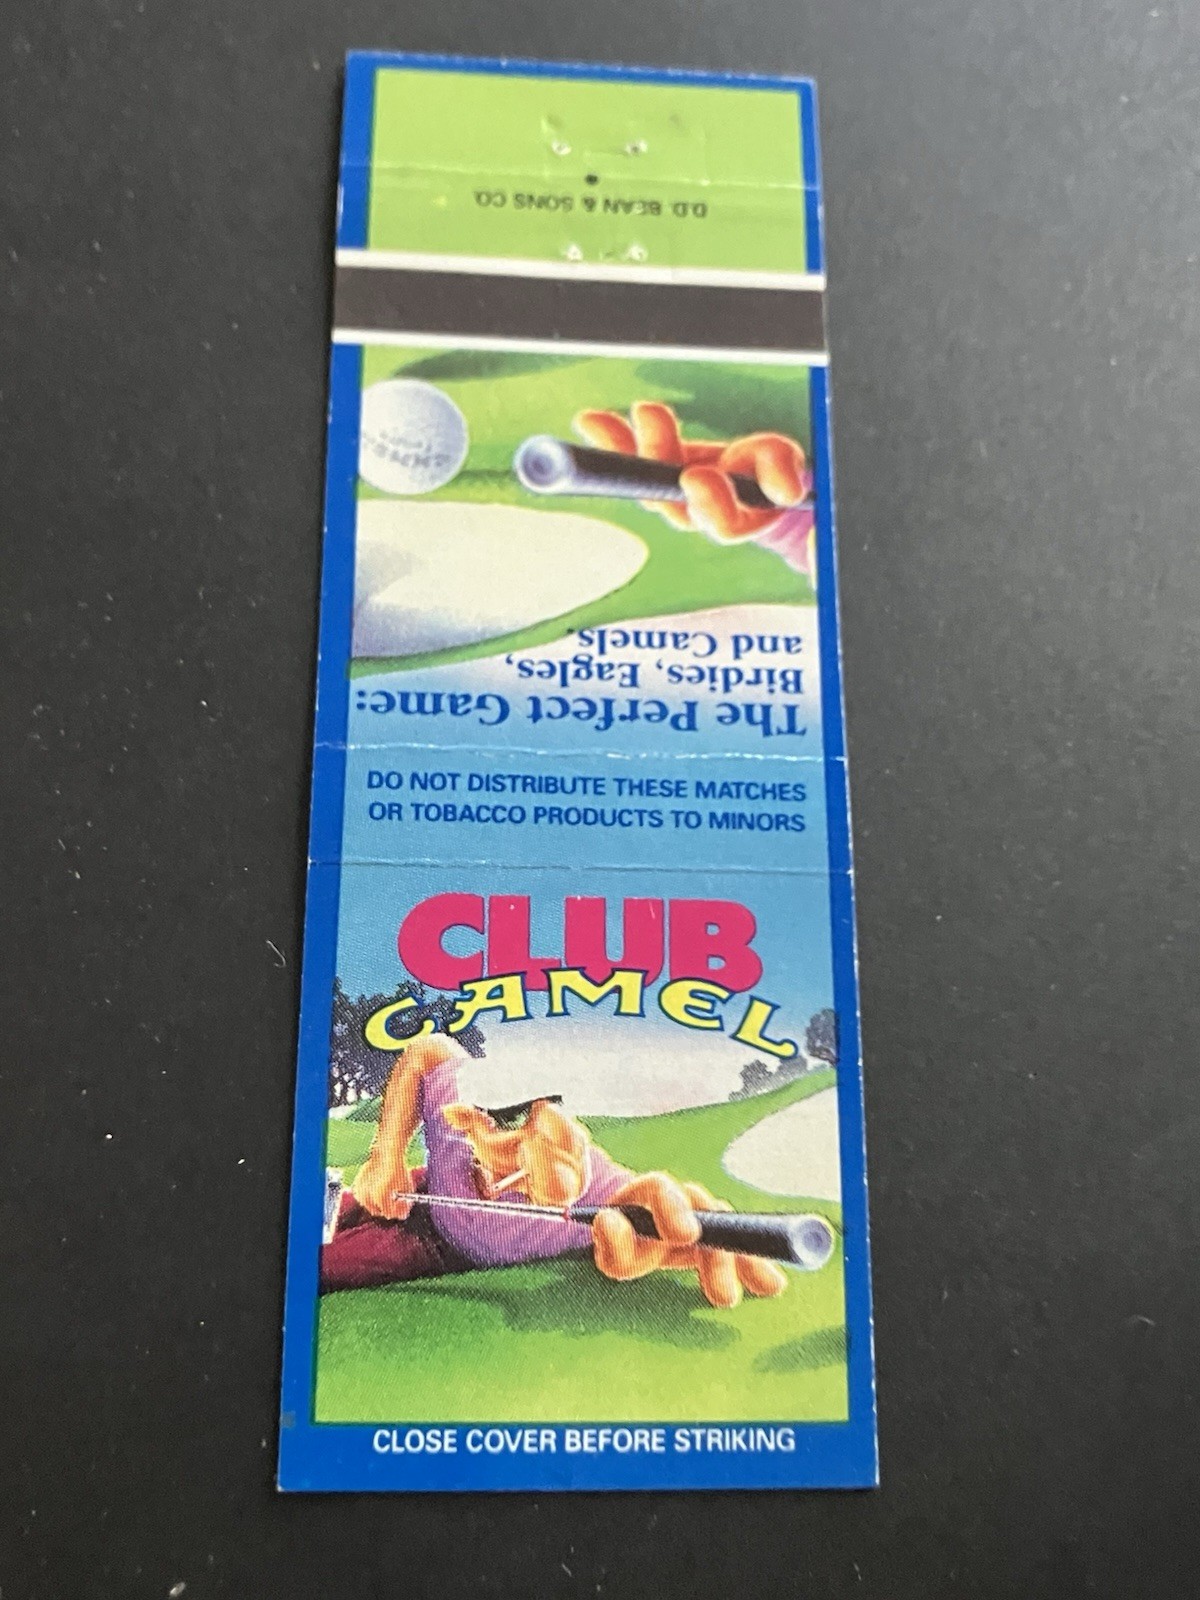 D.D. BEAN & SONS CO.
The Perfect Game:
Birdies, Eagles,
and Camels.
DO NOT DISTRIBUTE THESE MATCHES
OR TOBACCO PRODUCTS TO MINORS
CLUB
CAMEL
CLOSE COVER BEFORE STRIKING